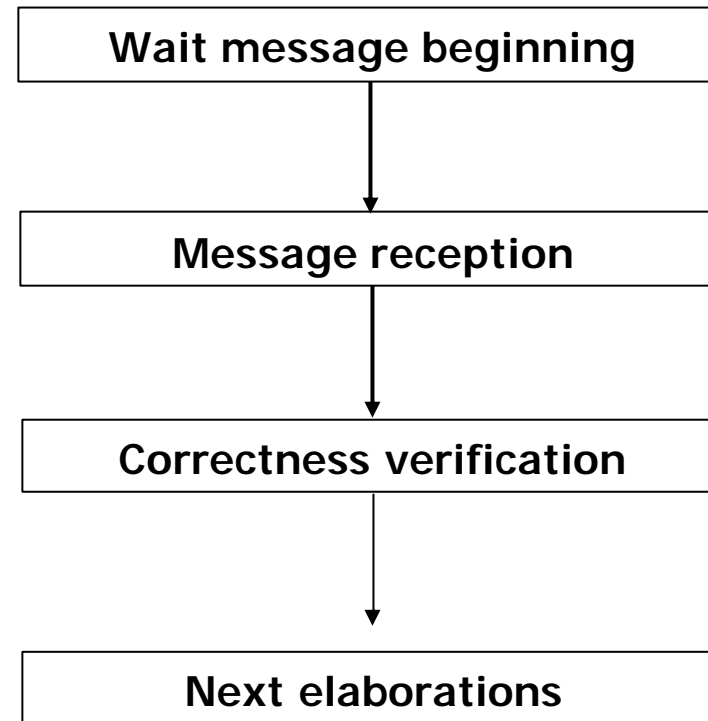 Wait message beginning
Message reception
Correctness verification
Next elaborations